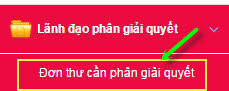 Lãnh đạo phân giải quyết
Đơn thư cần phân giải quyết